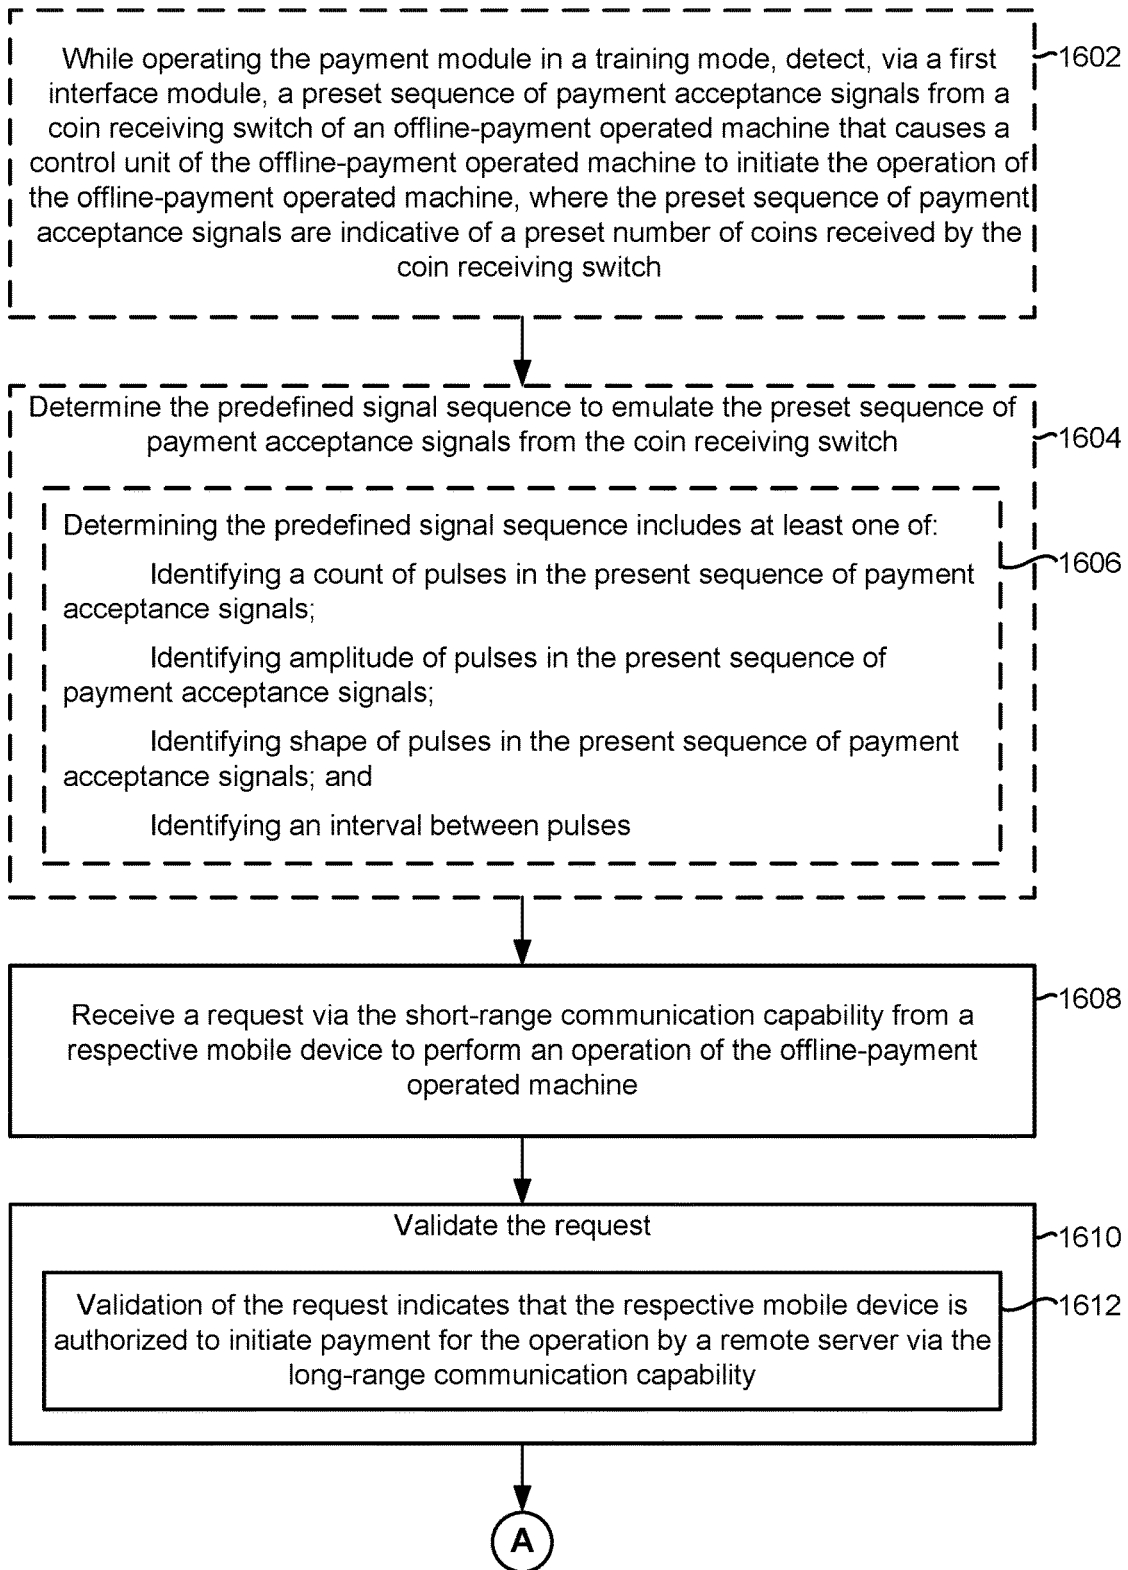 While operating the payment module in a training mode, detect, via a first
interface module, a preset sequence of payment acceptance signals from a
coin receiving switch of an offline-payment operated machine that causes a
control unit of the offline-payment operated machine to initiate the operation of
the offline-payment operated machine, where the preset sequence of payment
acceptance signals are indicative of a preset number of coins received by the
coin receiving switch
1602
Determine the predefined signal sequence to emulate the preset sequence of
payment acceptance signals from the coin receiving switch
1604
Determining the predefined signal sequence includes at least one of:
1606
Identifying a count of pulses in the present sequence of payment
acceptance signals;
Identifying amplitude of pulses in the present sequence of
payment acceptance signals;
Identifying shape of pulses in the present sequence of payment
acceptance signals; and
Identifying an interval between pulses
Receive a request via the short-range communication capability from a
respective mobile device to perform an operation of the offline-payment
operated machine
1608
Validate the request
1610
Validation of the request indicates that the respective mobile device is
authorized to initiate payment for the operation by a remote server via the
long-range communication capability
1612
A